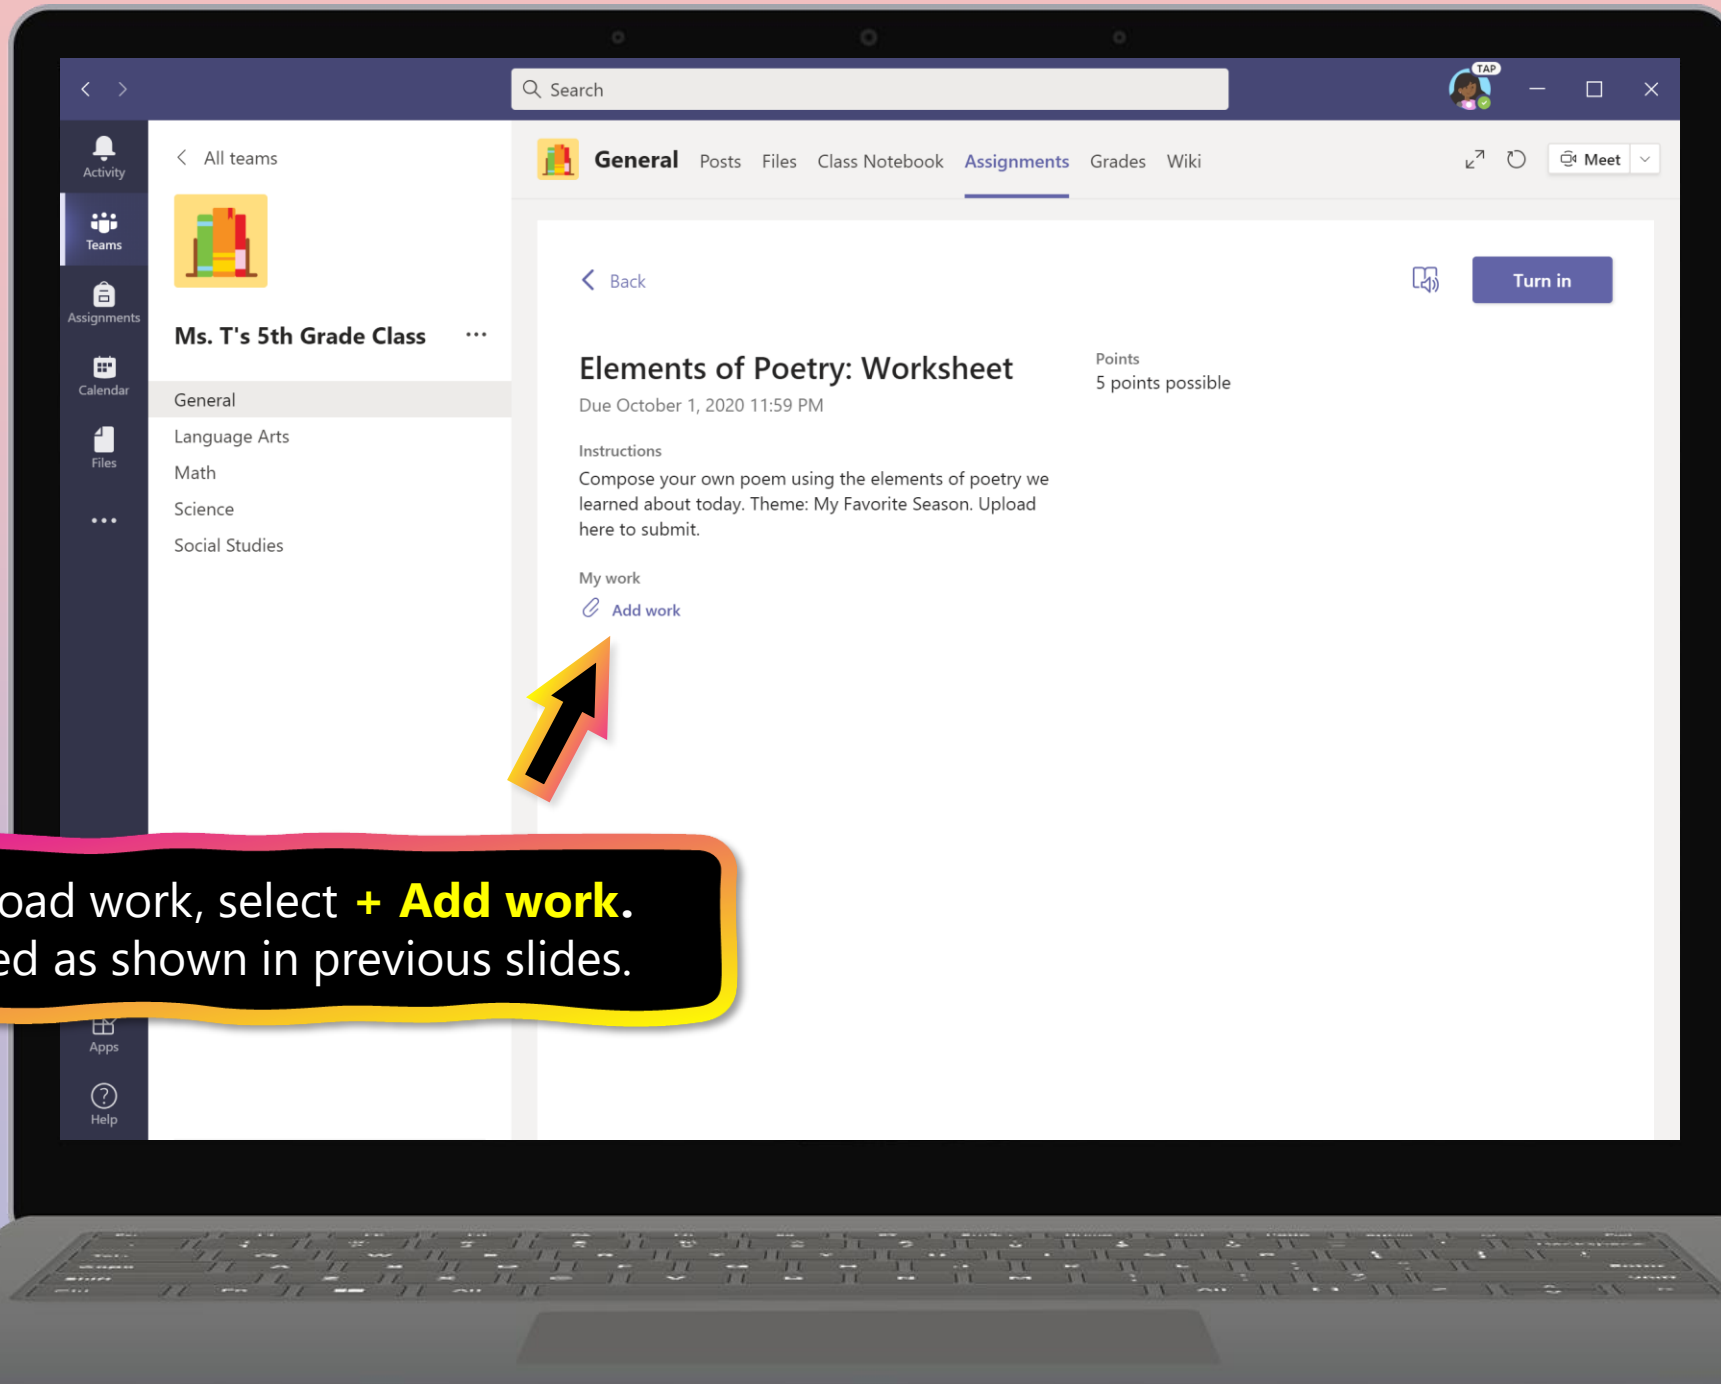 Search
TAP
Activity
Teams
Assignments
Calendar
Files
Apps
Help
All teams
Ms. T's 5th Grade Class
General
Language Arts
Math
Science
Social Studies
General Posts Files Class Notebook Assignments Grades Wiki
Meet
Back
Turn in
Elements of Poetry: Worksheet
Due October 1, 2020 11:59 PM
Points
5 points possible
Instructions
Compose your own poem using the elements of poetry we
learned about today. Theme: My Favorite Season. Upload
here to submit.
My work
Add work
oad work, select + Add work.
ed as shown in previous slides.